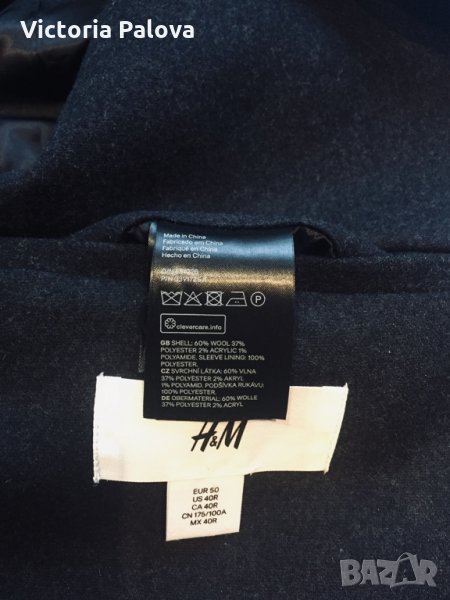 Victoria Palova
Made in China
Fabricado em China
Fabriqué en Chine
Hecho en China
clevercare.info
GB SHELL: 60% WOOL 37%
POLYESTER 2% ACRYLIC 1%
POLYAMIDE, SLEEVE LINING: 100%
POLYESTER.
CZ SVRCHNÍ LÁTKA: 60% VLNA
37% POLYESTER 2% AKRYL
1% POLYAMID, PODŠÍVKA RUKÁVU:
100% POLYESTER.
DE OBERMATERIAL: 60% WOLLE
37% POLYESTER 2% ACRYL
H&M
EUR 50
US 40R
CA 40R
CN 175/100A
MX 40R
BAZAR